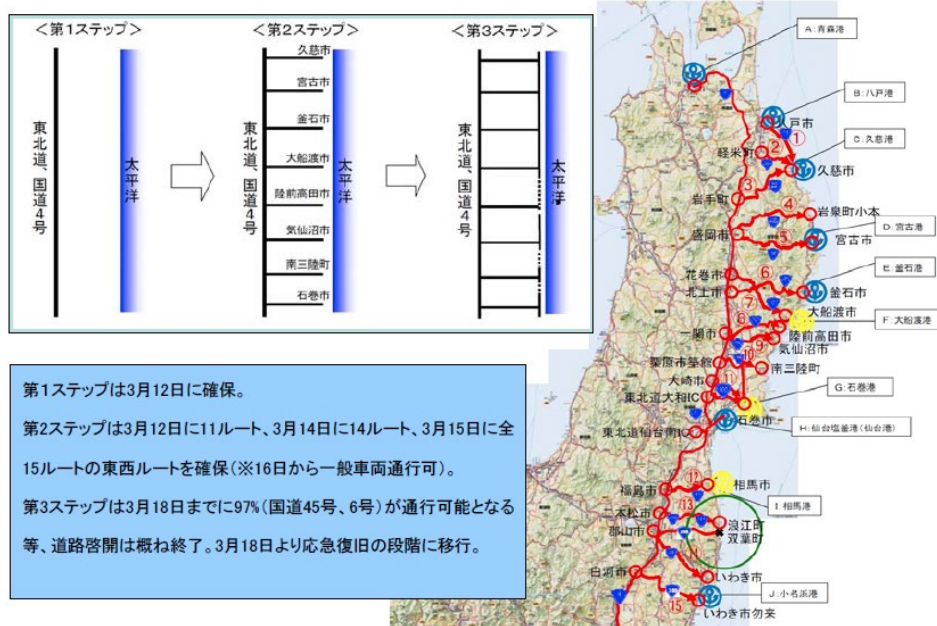 <第1ステップ>
東北道、国道4号
太平洋
<第2ステップ>
東北道、国道4号
久慈市
宮古市
釜石市
大船渡市
陸前高田市
気仙沼市
南三陸町
石巻市
太平洋
<第3ステップ>
東北道、国道4号
太平洋
第1ステップは3月12日に確保。
第2ステップは3月12日に11ルート、3月14日に14ルート、3月15日に全
15ルートの東西ルートを確保(※16日から一般車両通行可)。
第3ステップは3月18日までに97%(国道45号、6号)が通行可能となる
等、道路啓開は概ね終了。3月18日より応急復旧の段階に移行。
A:青森港
B:八戸港
八戸市
①
C:久慈港
軽米町
②
久慈市
③
岩手町
④
岩泉町小本
D:宮古港
盛岡市
⑤
宮古市
E:釜石港
花巻市
⑥
北上市
釜石市
⑦
大船渡市
F:大船渡港
⑧
一関市
陸前高田市
⑨
気仙沼市
⑩
栗原市築館
南三陸町
大崎市
⑪
G:石巻港
東北道大和IC
石巻市
H:仙台塩釜港(仙台港)
東北道仙台南IC
福島市
⑫
相馬市
I:相馬港
二本松市
⑬
浪江町
郡山市
双葉町
白河市
いわき市
J:小名浜港
⑮
いわき市勿来